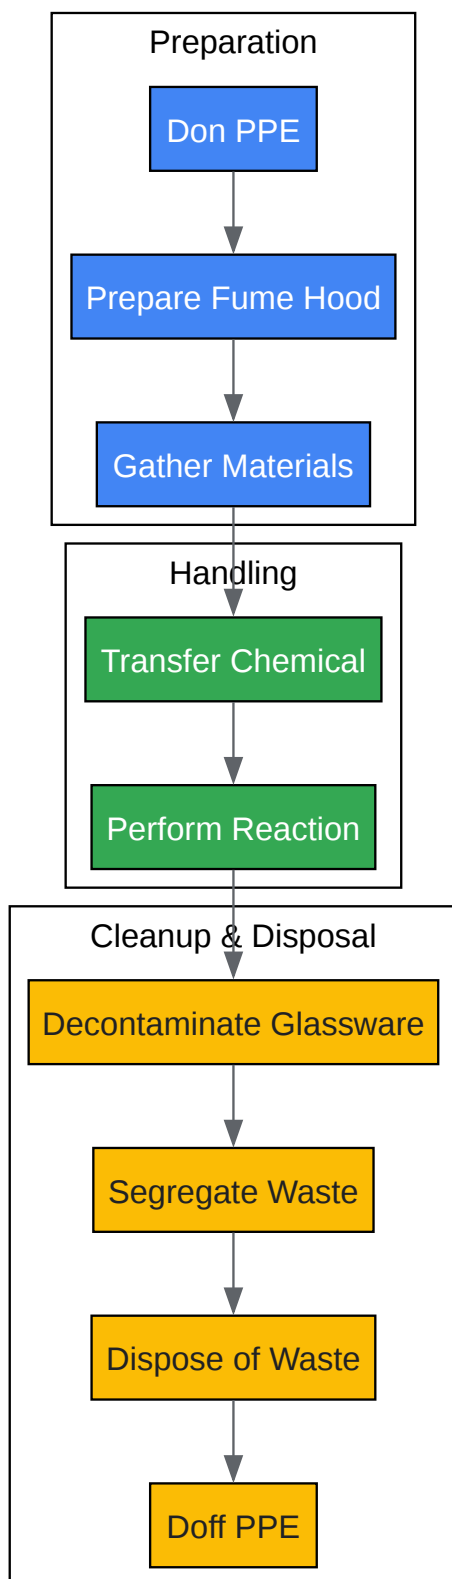 Preparation
Don PPE
Prepare Fume Hood
Gather Materials
Handling
Transfer Chemical
Perform Reaction
Cleanup & Disposal
Decontaminate Glassware
Segregate Waste
Dispose of Waste
Doff PPE